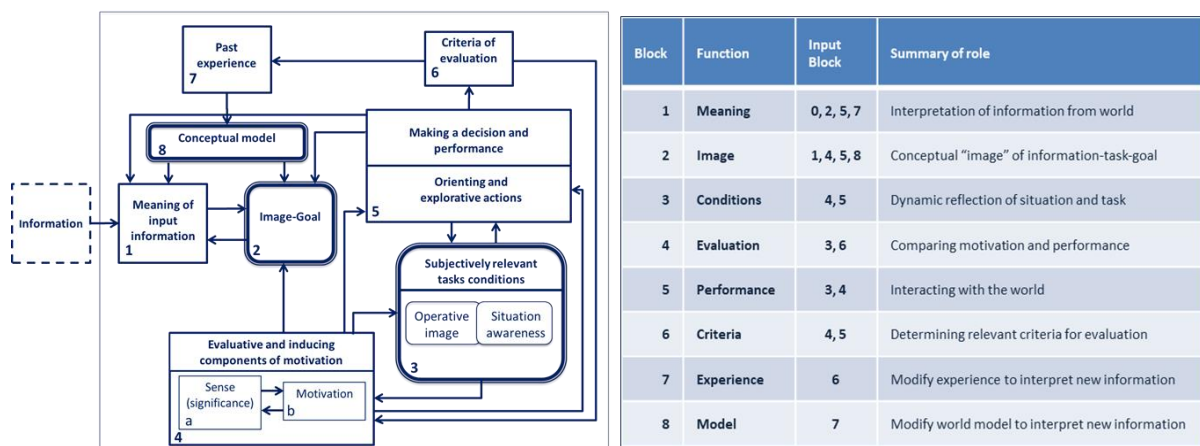 Past
experience
7
Criteria of
evaluation
6
Conceptual model
8
Making a decision and
performance
Orenting and
explorative actions
5
Information
Meaning of
input
information
1
Image-Goal
2
Subjectively relevant
tasks conditions
Operative
image
Situation
awareness
3
Evaluative and inducing
components of motivation
Sense
(significance)
a
Motivation
b
4
Block Function Input Block Summary of role
1 Meaning 0, 2, 5, 7 Interpretation of information from world
2 Image 1, 4, 5, 8 Conceptual “image” of information-task-goal
3 Conditions 4, 5 Dynamic reflection of situation and task
4 Evaluation 3, 6 Comparing motivation and performance
5 Performance 3, 4 Interacting with the world
6 Criteria 4, 5 Determining relevant criteria for evaluation
7 Experience 6 Modify experience to interpret new information
8 Model 7 Modify world model to interpret new information